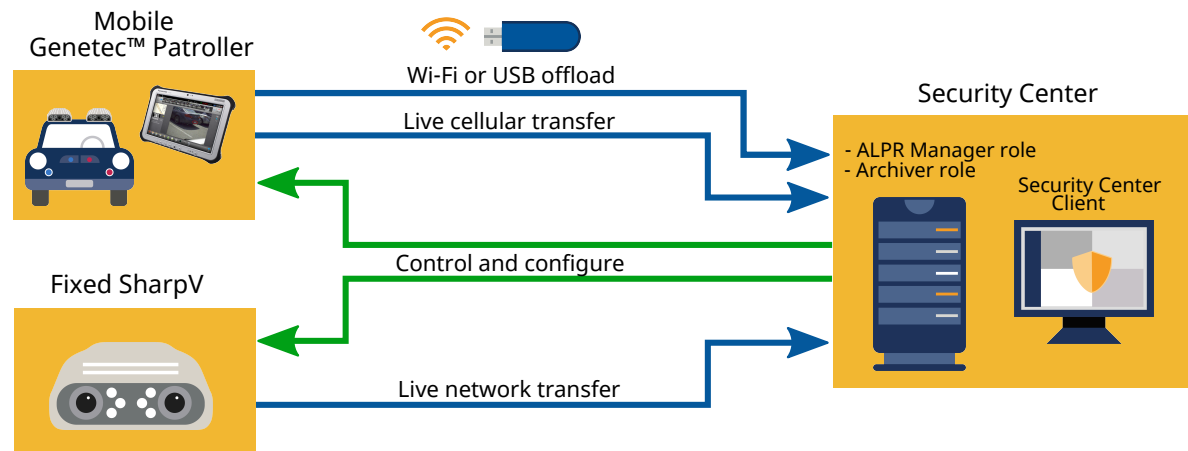 Mobile
Genetec™ Patroller
Wi-Fi or USB offload
Live cellular transfer
Security Center
- ALPR Manager role
- Archiver role
Security Center
Client
Control and configure
Fixed SharpV
Live network transfer